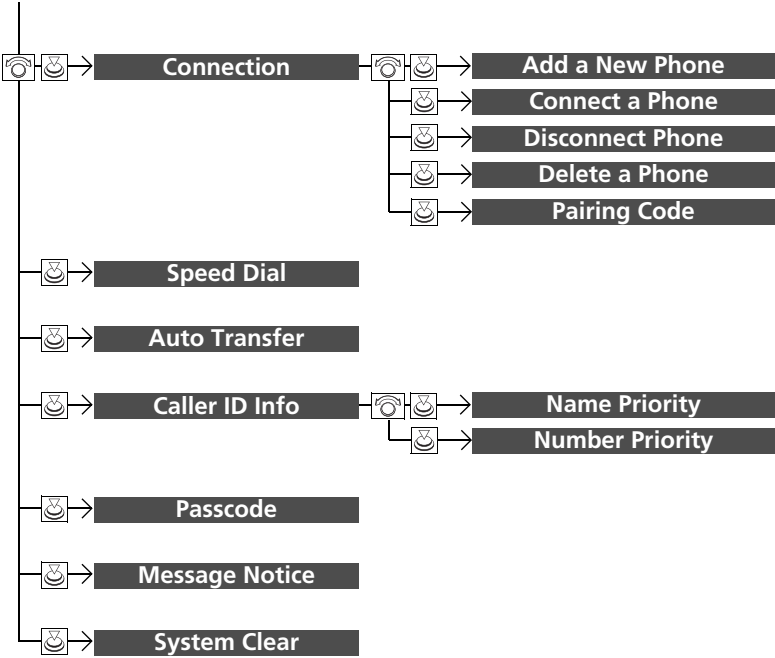 Connection
Add a New Phone
Connect a Phone
Disconnect Phone
Delete a Phone
Pairing Code
Speed Dial
Auto Transfer
Caller ID Info
Name Priority
Number Priority
Passcode
Message Notice
System Clear